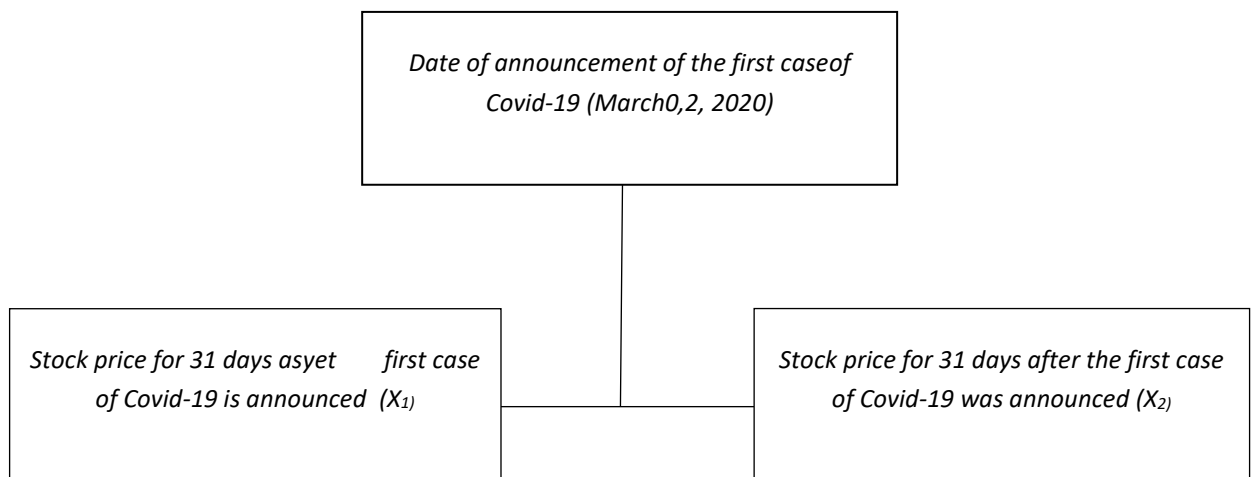 Date of announcement of the first caseof
Covid-19 (March0,2, 2020)
Stock price for 31 days asyet first case
of Covid-19 is announced (X1)
Stock price for 31 days after the first case
of Covid-19 was announced (X2)